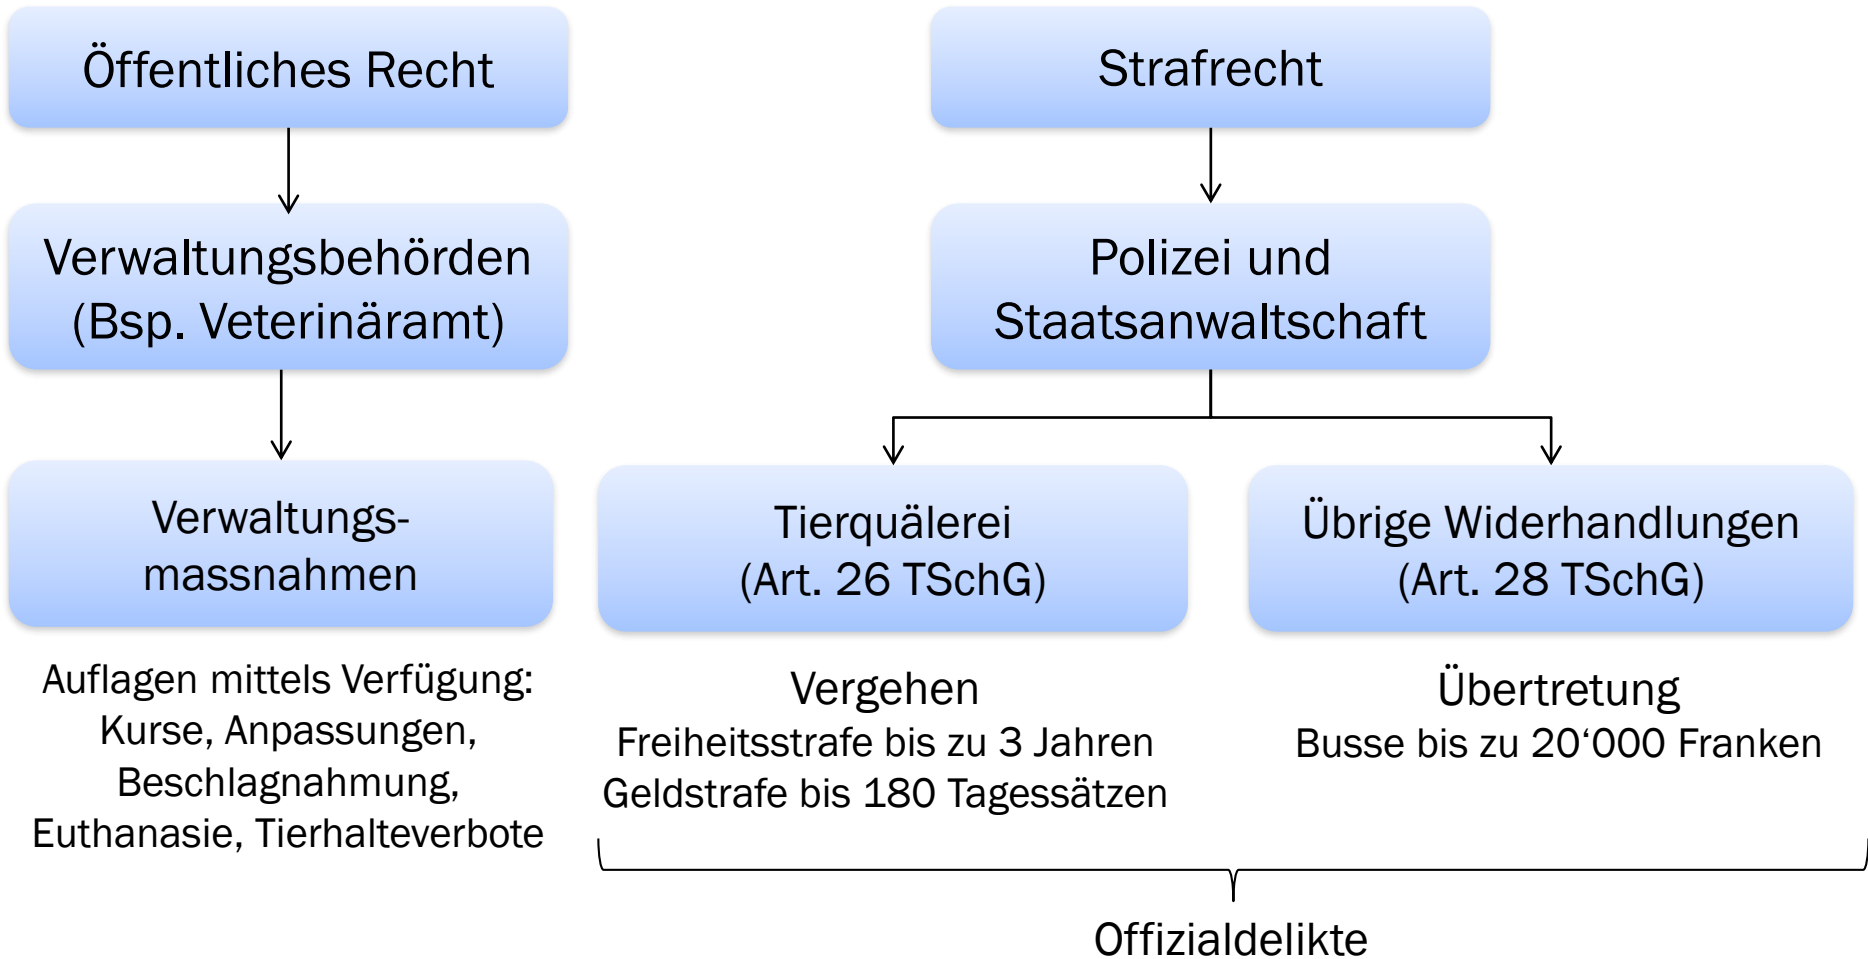 Öffentliches Recht
Verwaltungsbehörden
(Bsp. Veterinäramt)
Verwaltungs-
massnahmen
Auflagen mittels Verfügung:
Kurse, Anpassungen,
Beschlagnahmung,
Euthanasie, Tierhalteverbote
Strafrecht
Polizei und
Staatsanwaltschaft
Tierquälerei
(Art. 26 TSchG)
Vergehen
Freiheitsstrafe bis zu 3 Jahren
Geldstrafe bis 180 Tagessätzen
Übrige Widerhandlungen
(Art. 28 TSchG)
Übertretung
Busse bis zu 20‘000 Franken
Offizialdelikte